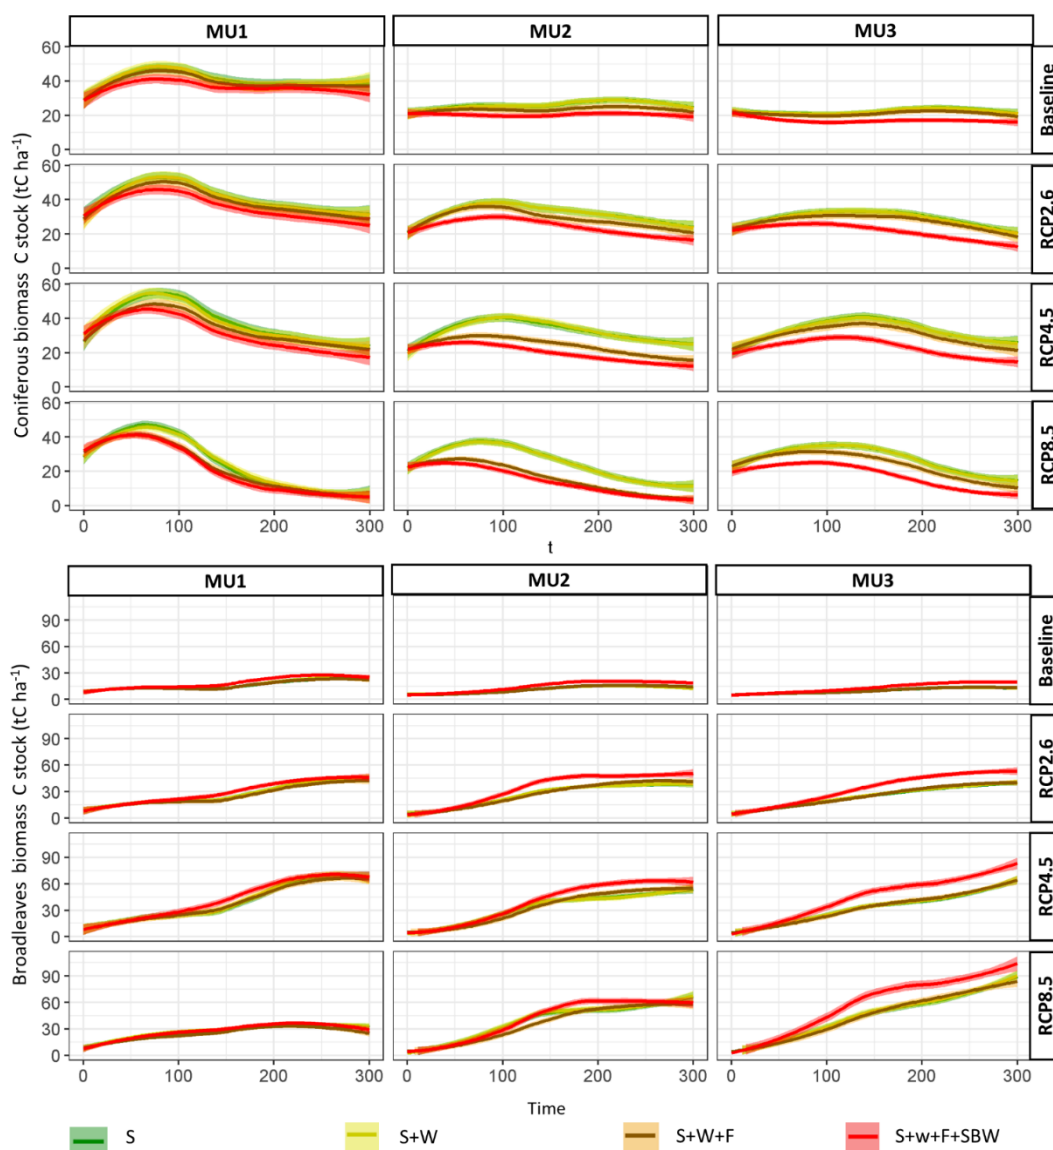 MU1 MU2 MU3
Coniferous biomass C stock (tC ha⁻¹)
60
40
20
0
Baseline
60
40
20
0
RCP2.6
60
40
20
0
RCP4.5
60
40
20
0
RCP8.5
0 100 200 300 0 100 200 300 0 100 200 300
t
MU1 MU2 MU3
Broadleaves biomass C stock (tC ha⁻¹)
90
60
30
0
Baseline
90
60
30
0
RCP2.6
90
60
30
0
RCP4.5
90
60
30
0
RCP8.5
0 100 200 300 0 100 200 300 0 100 200 300
Time
S S+W S+W+F S+w+F+SBW